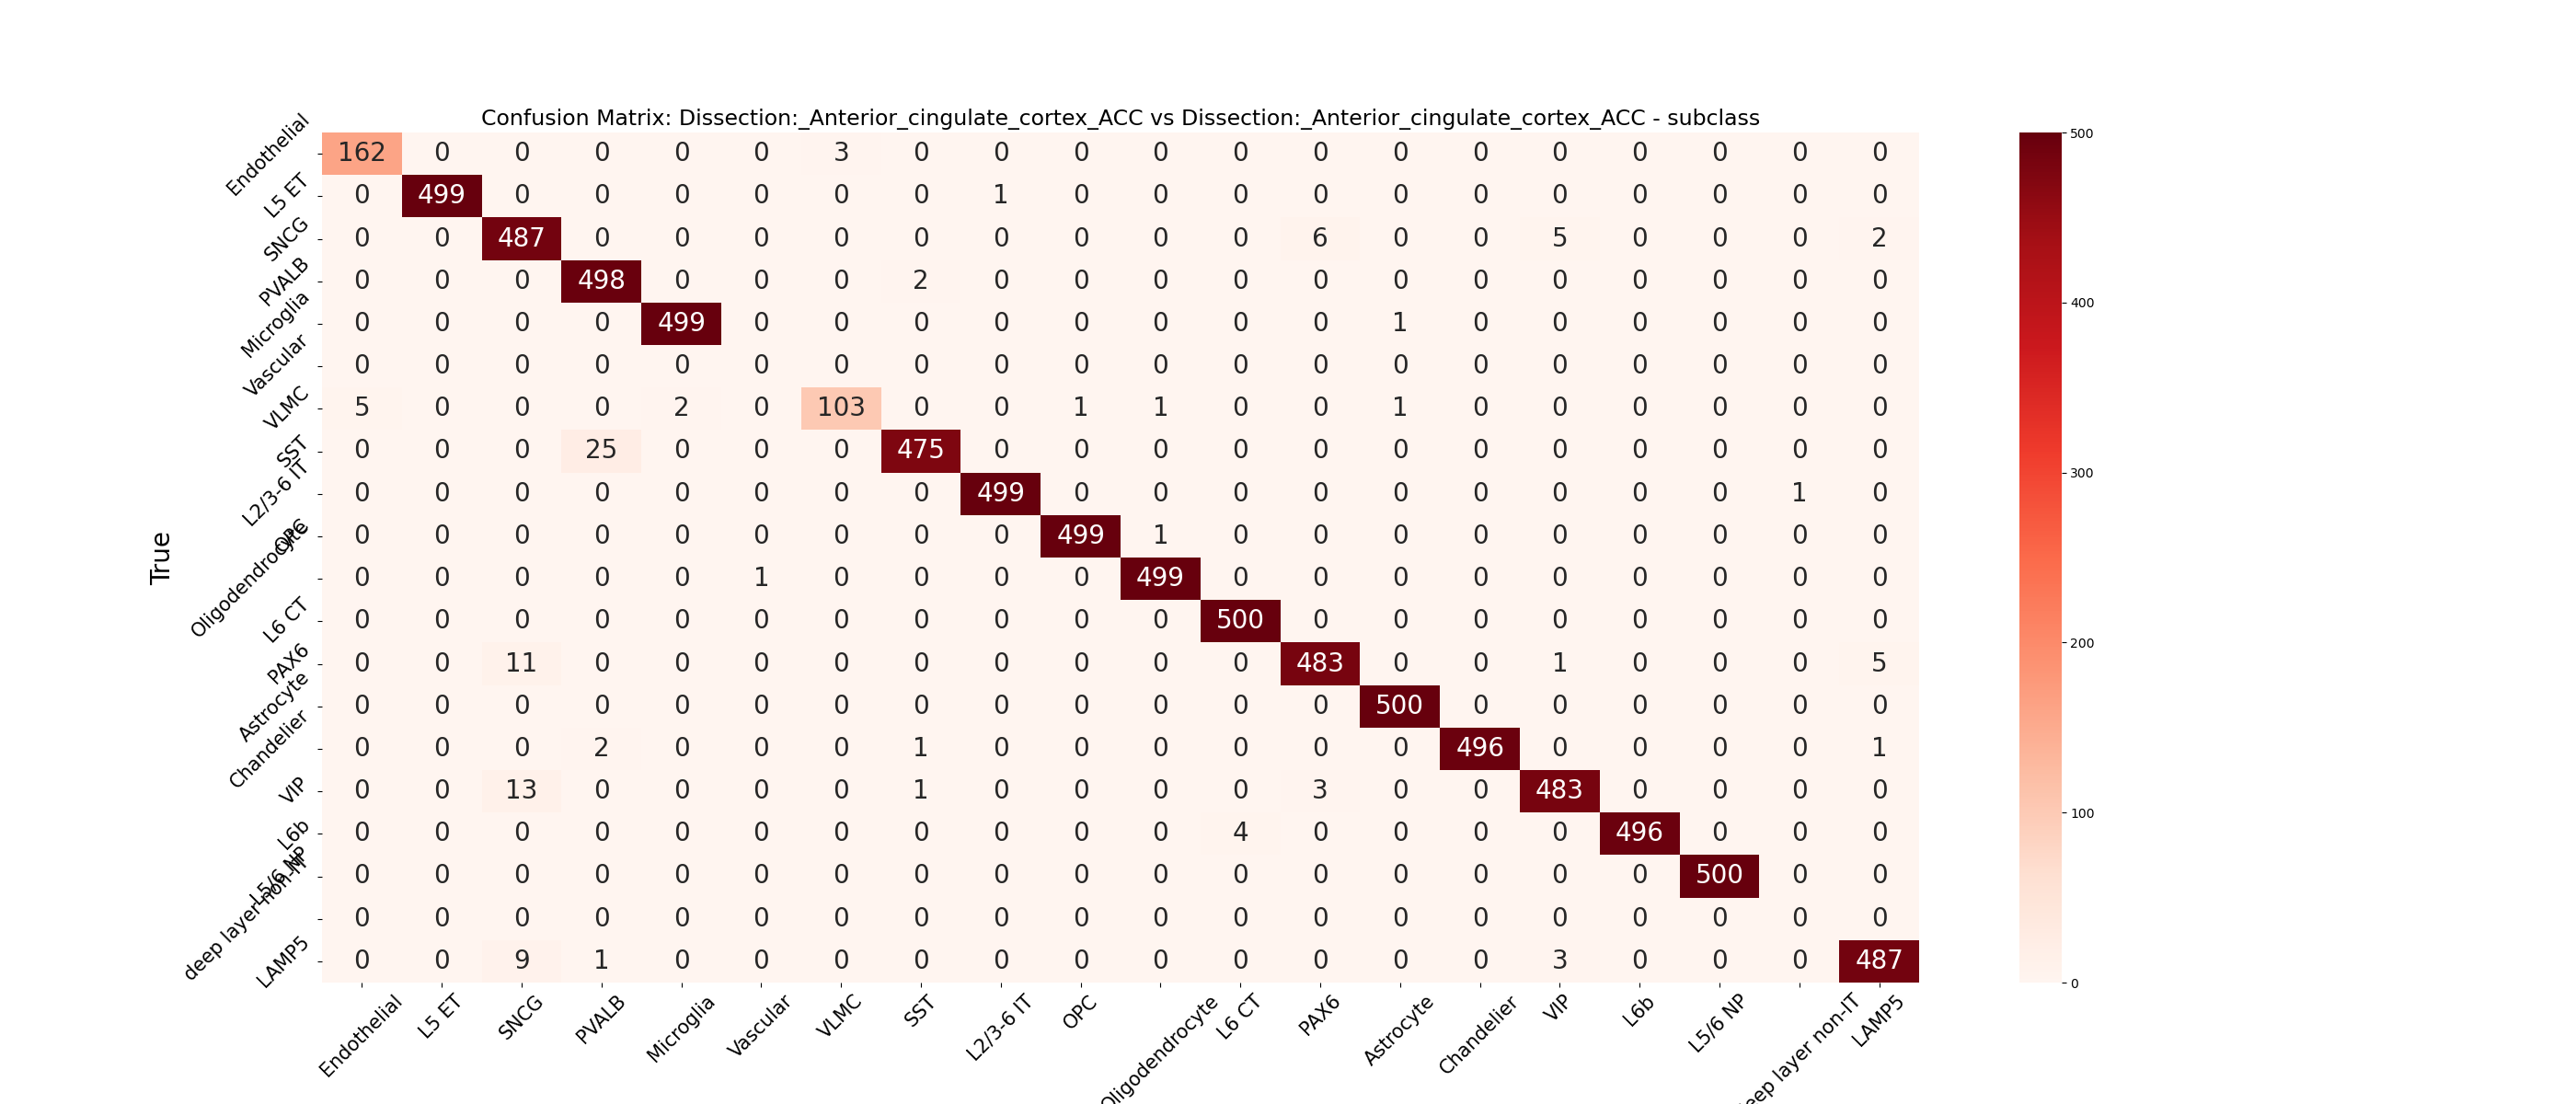 Confusion Matrix: Dissection:_Anterior_cingulate_cortex_ACC vs Dissection:_Anterior_cingulate_cortex_ACC - subclass
True
Endothelial 162 0 0 0 0 0 3 0 0 0 0 0 0 0 0 0 0 0 0 0
L5 ET 0 499 0 0 0 0 0 0 1 0 0 0 0 0 0 0 0 0 0 0
SNCG 0 0 487 0 0 0 0 0 0 0 0 0 6 0 0 5 0 0 0 2
PVALB 0 0 0 498 0 0 0 2 0 0 0 0 0 0 0 0 0 0 0 0
Microglia 0 0 0 0 499 0 0 0 0 0 0 0 0 1 0 0 0 0 0 0
Vascular 0 0 0 0 0 0 0 0 0 0 0 0 0 0 0 0 0 0 0 0
VLMC 5 0 0 0 2 0 103 0 0 1 1 0 0 1 0 0 0 0 0 0
SST 0 0 0 25 0 0 0 475 0 0 0 0 0 0 0 0 0 0 0 0
L2/3-6 IT 0 0 0 0 0 0 0 0 499 0 0 0 0 0 0 0 0 0 1 0
OPC 0 0 0 0 0 0 0 0 0 499 1 0 0 0 0 0 0 0 0 0
Oligodendrocyte 0 0 0 0 0 1 0 0 0 0 499 0 0 0 0 0 0 0 0 0
L6 CT 0 0 0 0 0 0 0 0 0 0 0 500 0 0 0 0 0 0 0 0
PAX6 0 0 11 0 0 0 0 0 0 0 0 0 483 0 0 1 0 0 0 5
Astrocyte 0 0 0 0 0 0 0 0 0 0 0 0 0 500 0 0 0 0 0 0
Chandelier 0 0 0 2 0 0 0 1 0 0 0 0 0 0 496 0 0 0 0 1
VIP 0 0 13 0 0 0 0 1 0 0 0 0 3 0 0 483 0 0 0 0
L6b 0 0 0 0 0 0 0 0 0 0 0 4 0 0 0 0 496 0 0 0
L5/6 NP 0 0 0 0 0 0 0 0 0 0 0 0 0 0 0 0 0 500 0 0
deep layer non-IT 0 0 0 0 0 0 0 0 0 0 0 0 0 0 0 0 0 0 0 0
LAMP5 0 0 9 1 0 0 0 0 0 0 0 0 0 0 0 3 0 0 0 487
Endothelial L5 ET SNCG PVALB Microglia Vascular VLMC SST L2/3-6 IT OPC Oligodendrocyte L6 CT PAX6 Astrocyte Chandelier VIP L6b L5/6 NP eep layer non-IT LAMP5
500
400
300
200
100
0